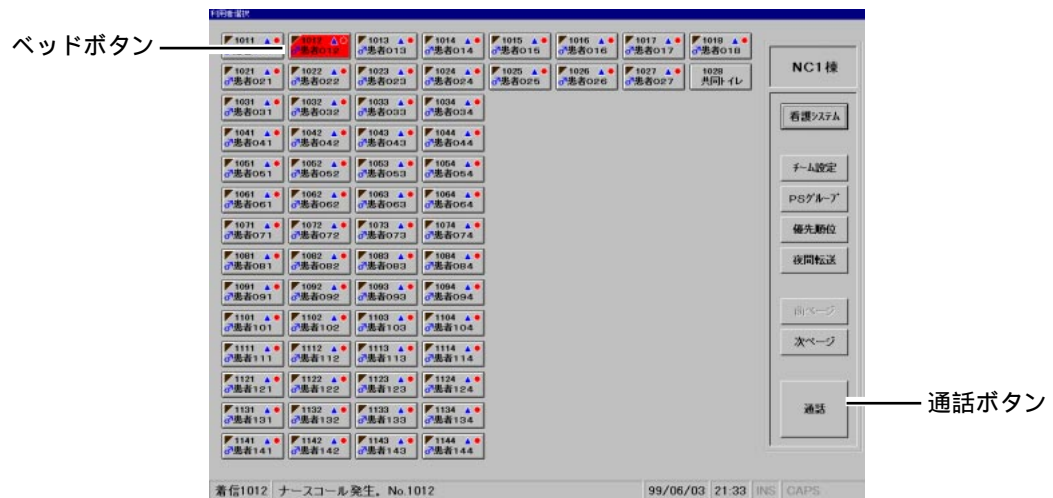 利用者選択
ベッドボタン
1011
1012 患者012
1013 患者013
1014 患者014
1015 患者015
1016 患者016
1017 患者017
1018 患者018
1021 患者021
1022 患者022
1023 患者023
1024 患者024
1025 患者025
1026 患者026
1027 患者027
1028 共同トイレ
1031 患者031
1032 患者032
1033 患者033
1034 患者034
1041 患者041
1042 患者042
1043 患者043
1044 患者044
1051 患者051
1052 患者052
1053 患者053
1054 患者054
1061 患者061
1062 患者062
1063 患者063
1064 患者064
1071 患者071
1072 患者072
1073 患者073
1074 患者074
1081 患者081
1082 患者082
1083 患者083
1084 患者084
1091 患者091
1092 患者092
1093 患者093
1094 患者094
1101 患者101
1102 患者102
1103 患者103
1104 患者104
1111 患者111
1112 患者112
1113 患者113
1114 患者114
1121 患者121
1122 患者122
1123 患者123
1124 患者124
1131 患者131
1132 患者132
1133 患者133
1134 患者134
1141 患者141
1142 患者142
1143 患者143
1144 患者144
NC1棟
看護システム
チーム設定
PSグループ
優先順位
夜間転送
前ページ
次ページ
通話
通話ボタン
着信1012 ナースコール発生。No.1012 99/06/03 21:33 INS CAPS